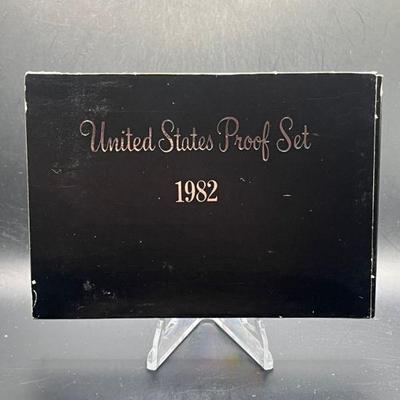 United States Proof Set
1982